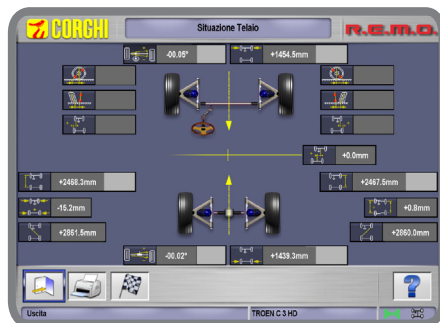 CORGHI
Situazione Telaio
R.E.M.O.
-00.05°
+1454.5mm
+0.0mm
+2468.3mm
+2467.5mm
-15.2mm
+0.8mm
+2861.5mm
+2860.0mm
-00.02°
+1439.3mm
?
Uscita
TROEN C 3 HD